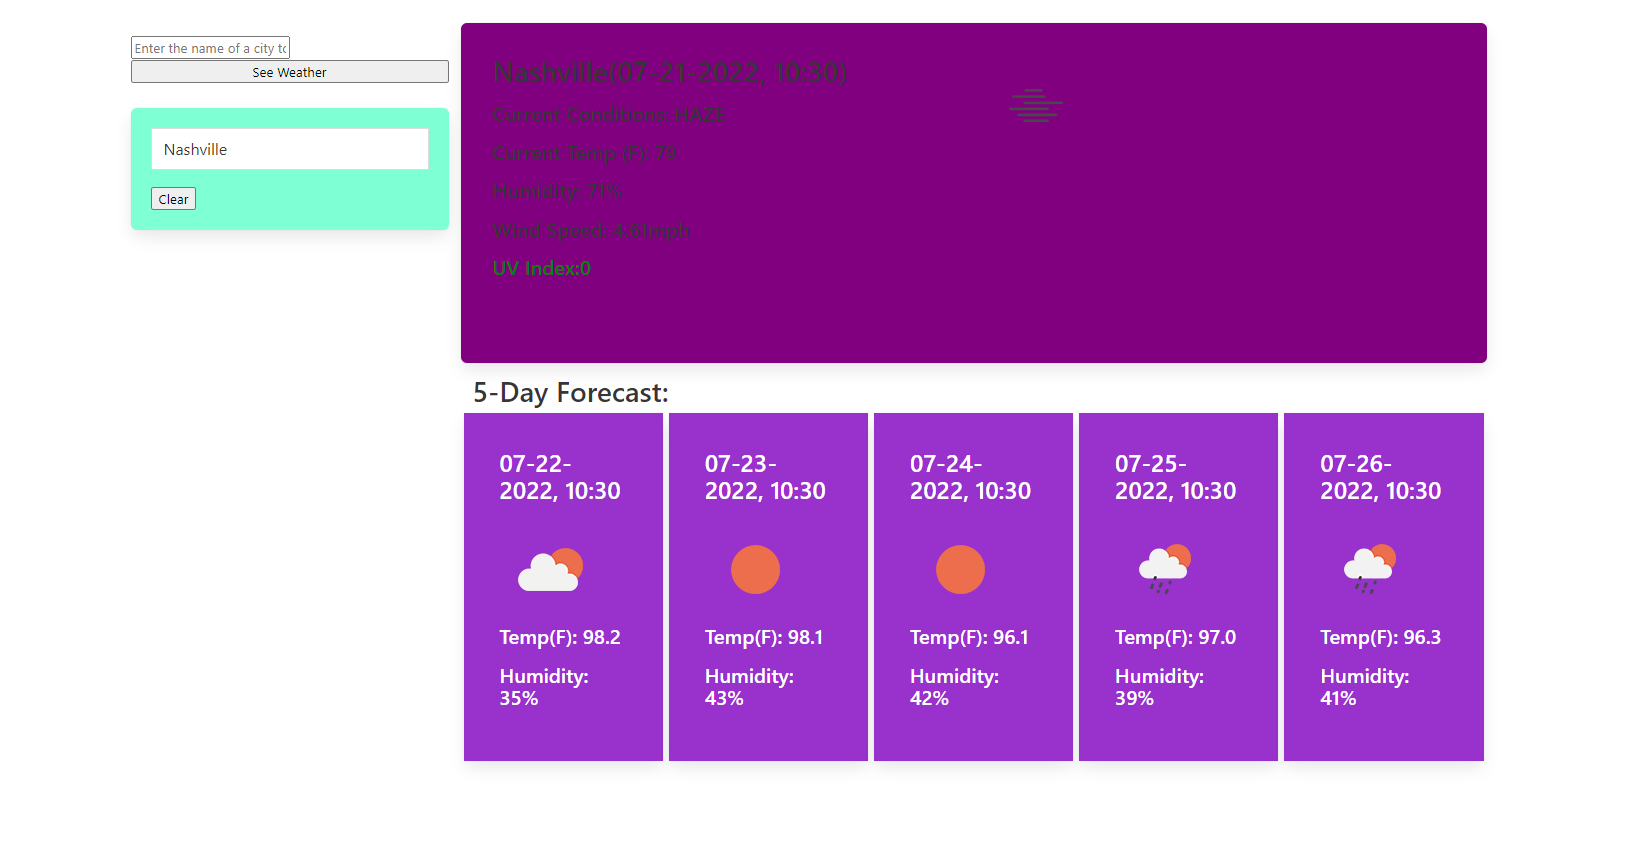 Enter the name of a city to
See Weather
Nashville
Clear
Nashville(07-21-2022, 10:30)
Current Conditions: HAZE
Current Temp (F): 79
Humidity: 71%
Wind Speed: 4.61mph
UV Index:0
5-Day Forecast:
07-22-
2022, 10:30
Temp(F): 98.2
Humidity:
35%
07-23-
2022, 10:30
Temp(F): 98.1
Humidity:
43%
07-24-
2022, 10:30
Temp(F): 96.1
Humidity:
42%
07-25-
2022, 10:30
Temp(F): 97.0
Humidity:
39%
07-26-
2022, 10:30
Temp(F): 96.3
Humidity:
41%